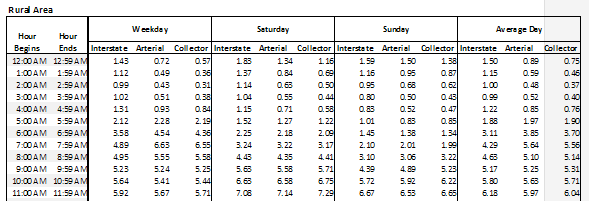 Rural Area
Weekday Saturday Sunday Average Day
Hour Hour
Begins Ends Interstate Arterial Collector Interstate Arterial Collector Interstate Arterial Collector Interstate Arterial Collector
12:00 AM 12:59 AM 1.43 0.72 0.57 1.83 1.34 1.16 1.59 1.50 1.38 1.50 0.89 0.75
1:00 AM 1:59 AM 1.12 0.49 0.36 1.37 0.84 0.69 1.16 0.95 0.87 1.15 0.59 0.46
2:00 AM 2:59 AM 0.99 0.43 0.31 1.14 0.63 0.50 0.95 0.68 0.62 1.00 0.48 0.37
3:00 AM 3:59 AM 1.02 0.51 0.38 1.04 0.55 0.44 0.80 0.50 0.43 0.99 0.52 0.40
4:00 AM 4:59 AM 1.31 0.93 0.84 1.15 0.71 0.58 0.83 0.52 0.47 1.22 0.85 0.76
5:00 AM 5:59 AM 2.12 2.28 2.19 1.52 1.27 1.22 1.01 0.83 0.85 1.88 1.97 1.90
6:00 AM 6:59 AM 3.58 4.54 4.36 2.25 2.18 2.09 1.45 1.38 1.34 3.11 3.85 3.70
7:00 AM 7:59 AM 4.89 6.63 6.55 3.24 3.22 3.17 2.10 2.01 1.99 4.29 5.64 5.56
8:00 AM 8:59 AM 4.95 5.55 5.58 4.43 4.35 4.41 3.10 3.06 3.22 4.63 5.10 5.14
9:00 AM 9:59 AM 5.23 5.24 5.25 5.63 5.58 5.71 4.39 4.89 5.23 5.17 5.25 5.31
10:00 AM 10:59 AM 5.64 5.41 5.44 6.63 6.58 6.75 5.72 5.92 6.22 5.80 5.63 5.71
11:00 AM 11:59 AM 5.92 5.67 5.71 7.08 7.14 7.29 6.67 6.53 6.65 6.18 5.97 6.04